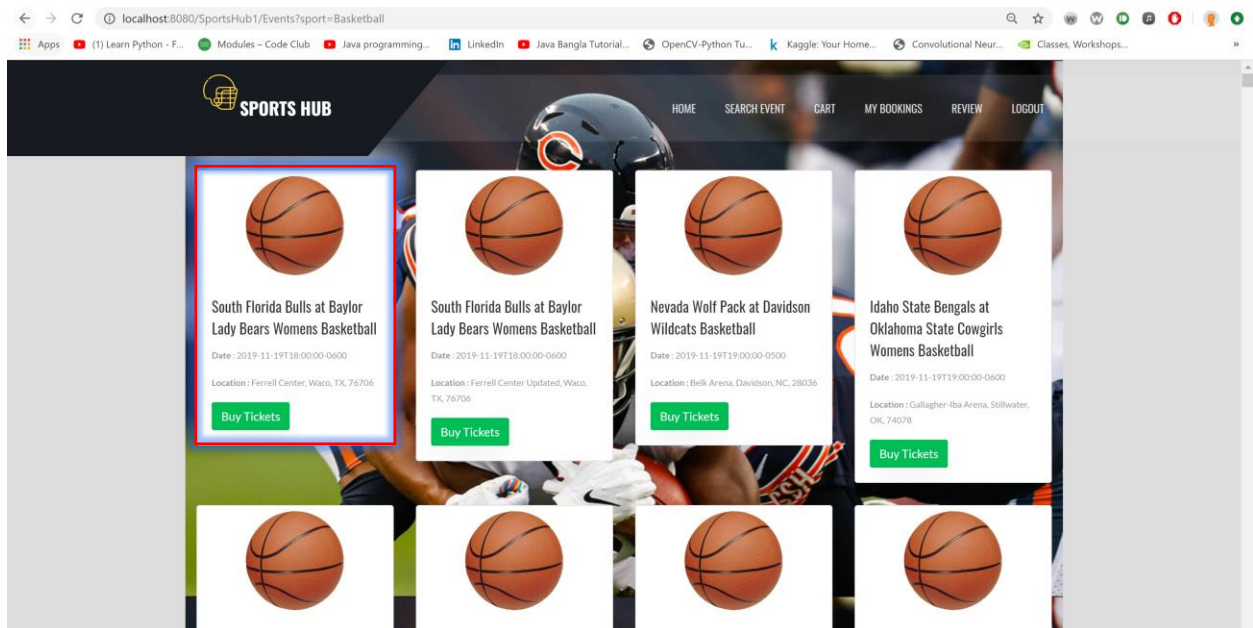 localhost:8080/SportsHub1/Events?sport=Basketball
Apps (1) Learn Python - F... Modules – Code Club Java programming... LinkedIn Java Bangla Tutorial... OpenCV-Python Tu... Kaggle: Your Home... Convolutional Neur... Classes, Workshops... »
SPORTS HUB
HOME SEARCH EVENT CART MY BOOKINGS REVIEW LOGOUT
South Florida Bulls at Baylor
Lady Bears Womens Basketball
Date : 2019-11-19T18:00:00-0600
Location : Ferrell Center, Waco, TX, 76706
Buy Tickets
South Florida Bulls at Baylor
Lady Bears Womens Basketball
Date : 2019-11-19T18:00:00-0600
Location : Ferrell Center Updated, Waco,
TX, 76706
Buy Tickets
Nevada Wolf Pack at Davidson
Wildcats Basketball
Date : 2019-11-19T19:00:00-0500
Location : Belk Arena, Davidson, NC, 28036
Buy Tickets
Idaho State Bengals at
Oklahoma State Cowgirls
Womens Basketball
Date : 2019-11-19T19:00:00-0600
Location : Gallagher-Iba Arena, Stillwater,
OK, 74078
Buy Tickets